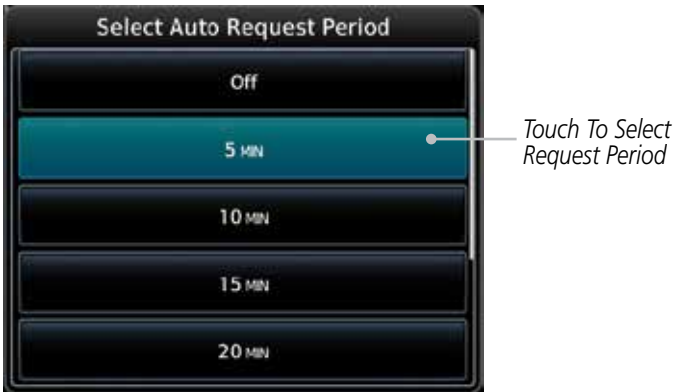 Select Auto Request Period
Off
5 MIN
Touch To Select
Request Period
10 MIN
15 MIN
20 MIN